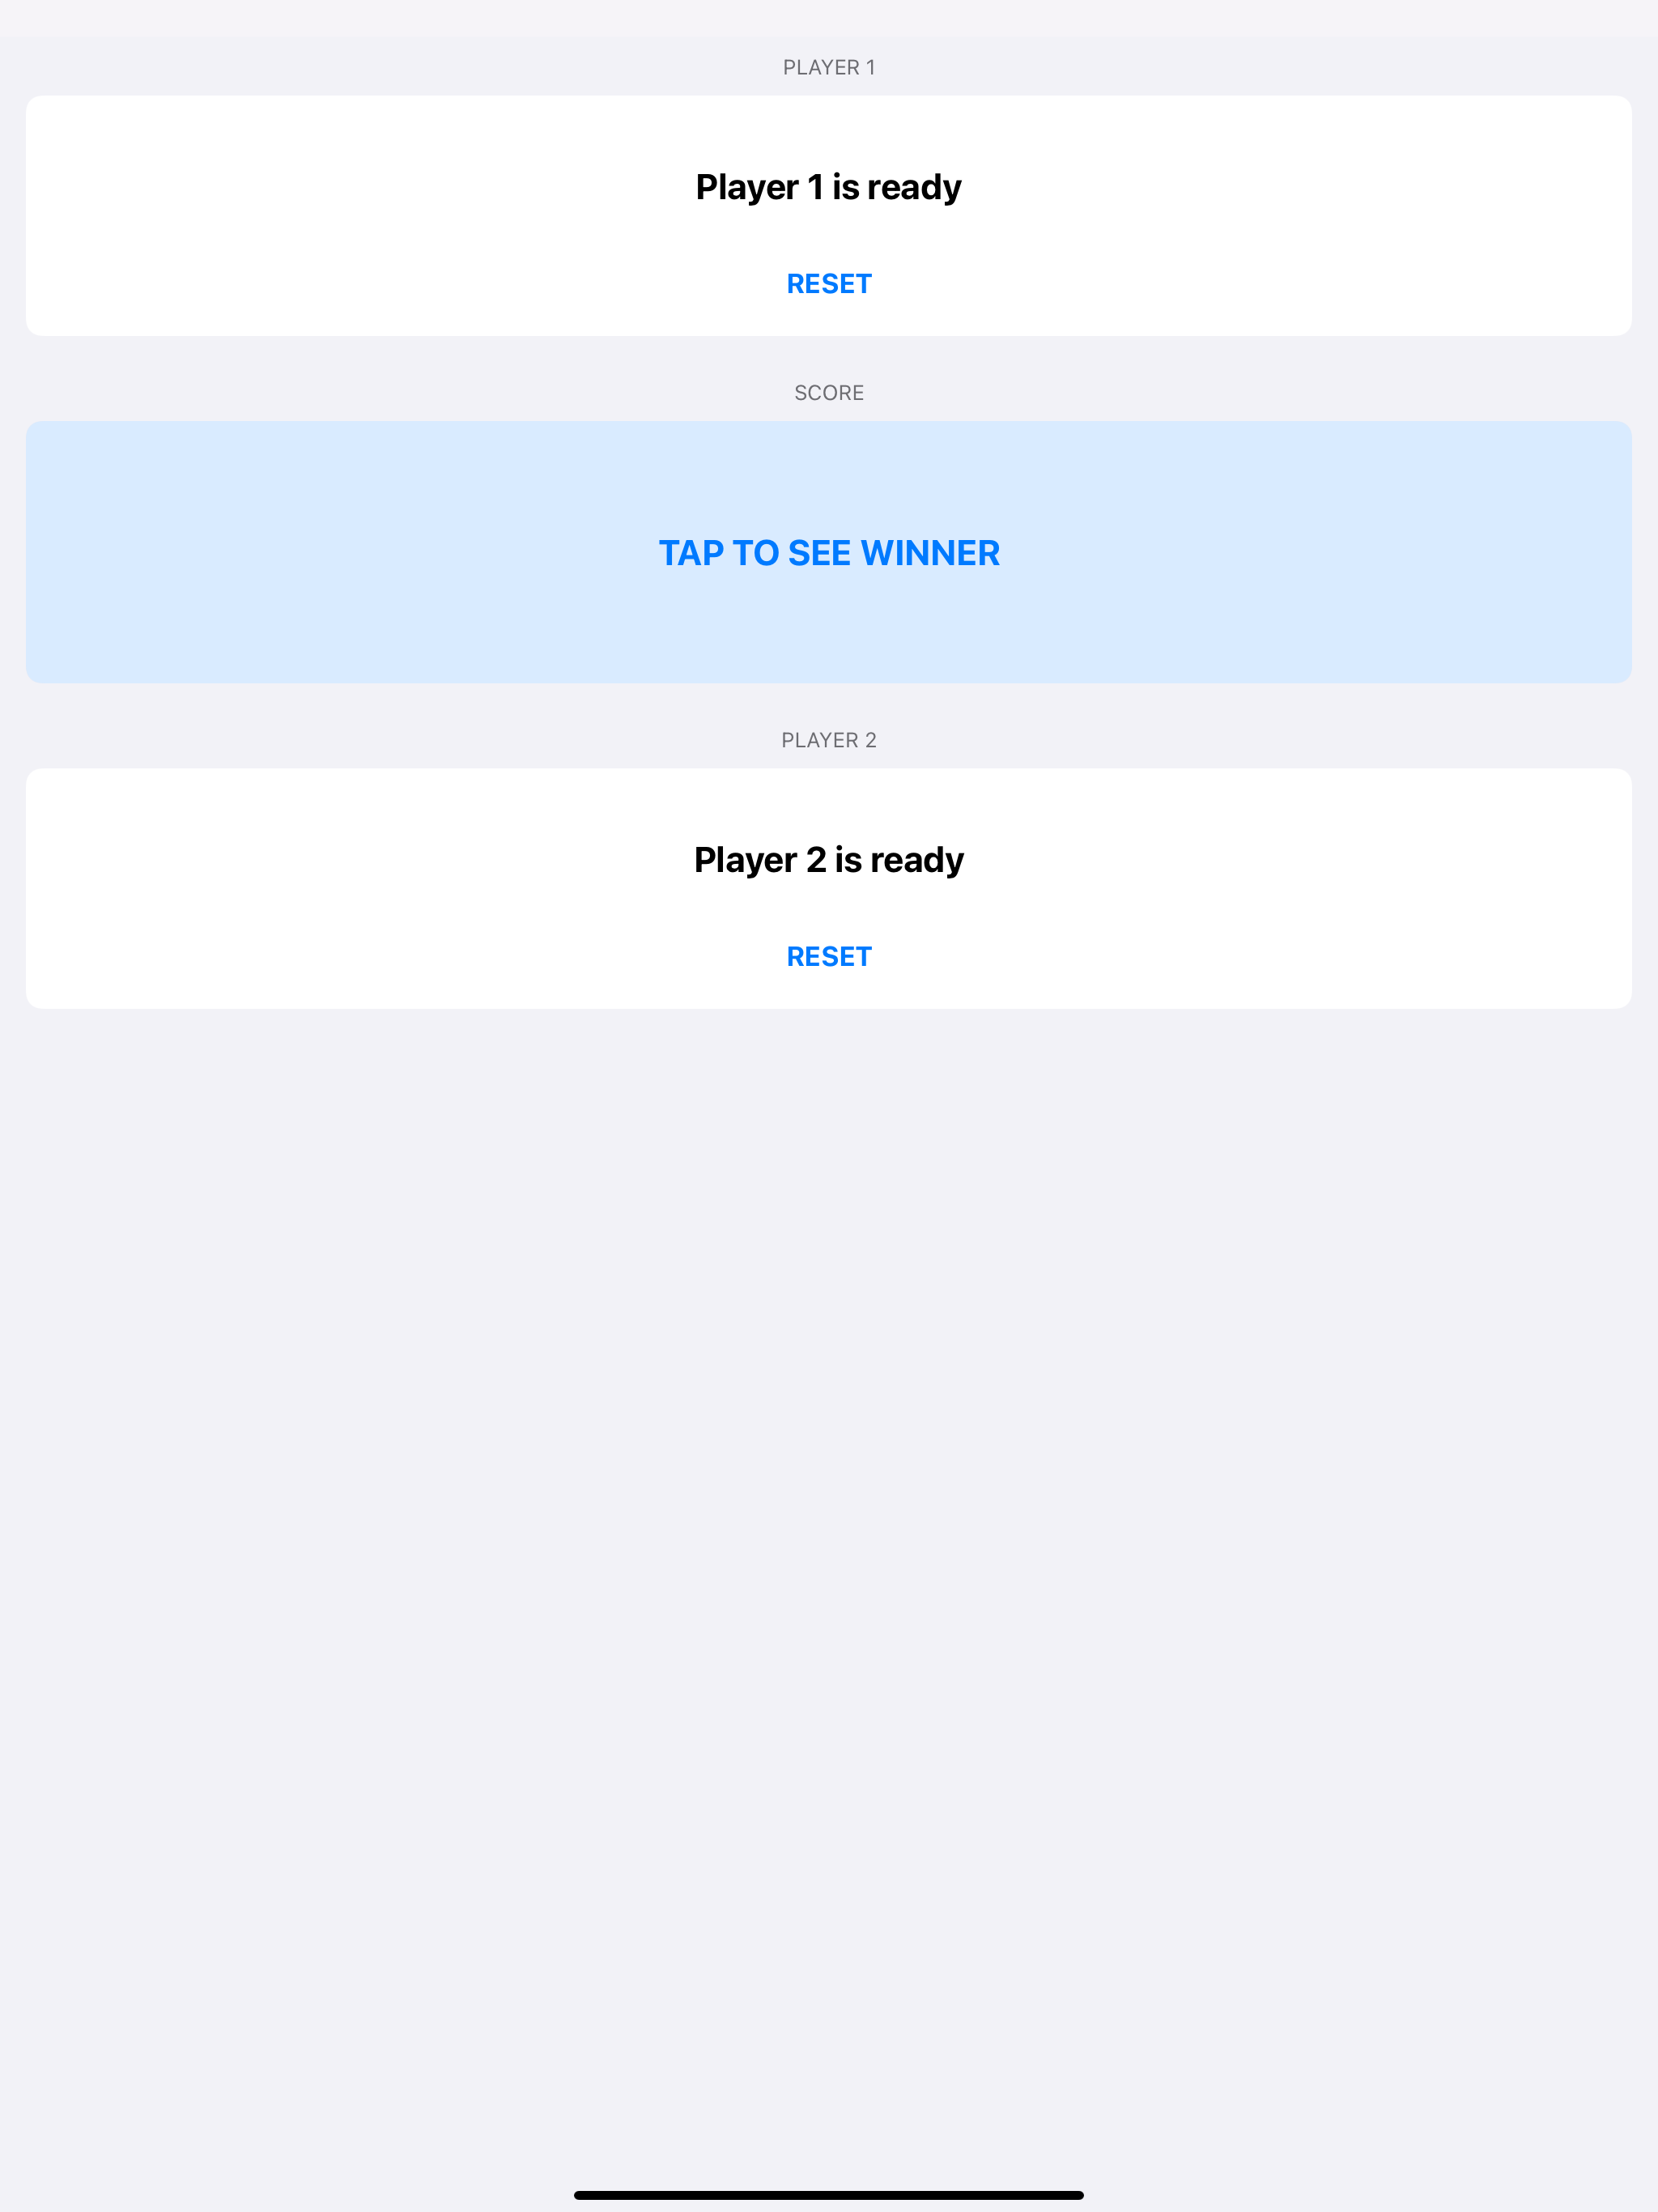 PLAYER 1
Player 1 is ready
RESET
SCORE
TAP TO SEE WINNER
PLAYER 2
Player 2 is ready
RESET